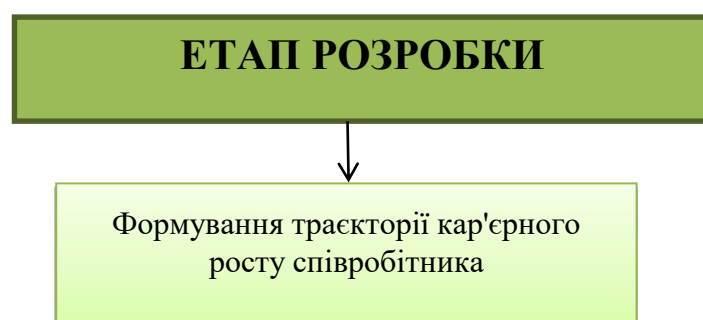 ЕТАП РОЗРОБКИ
Формування траєкторії кар'єрного
росту співробітника